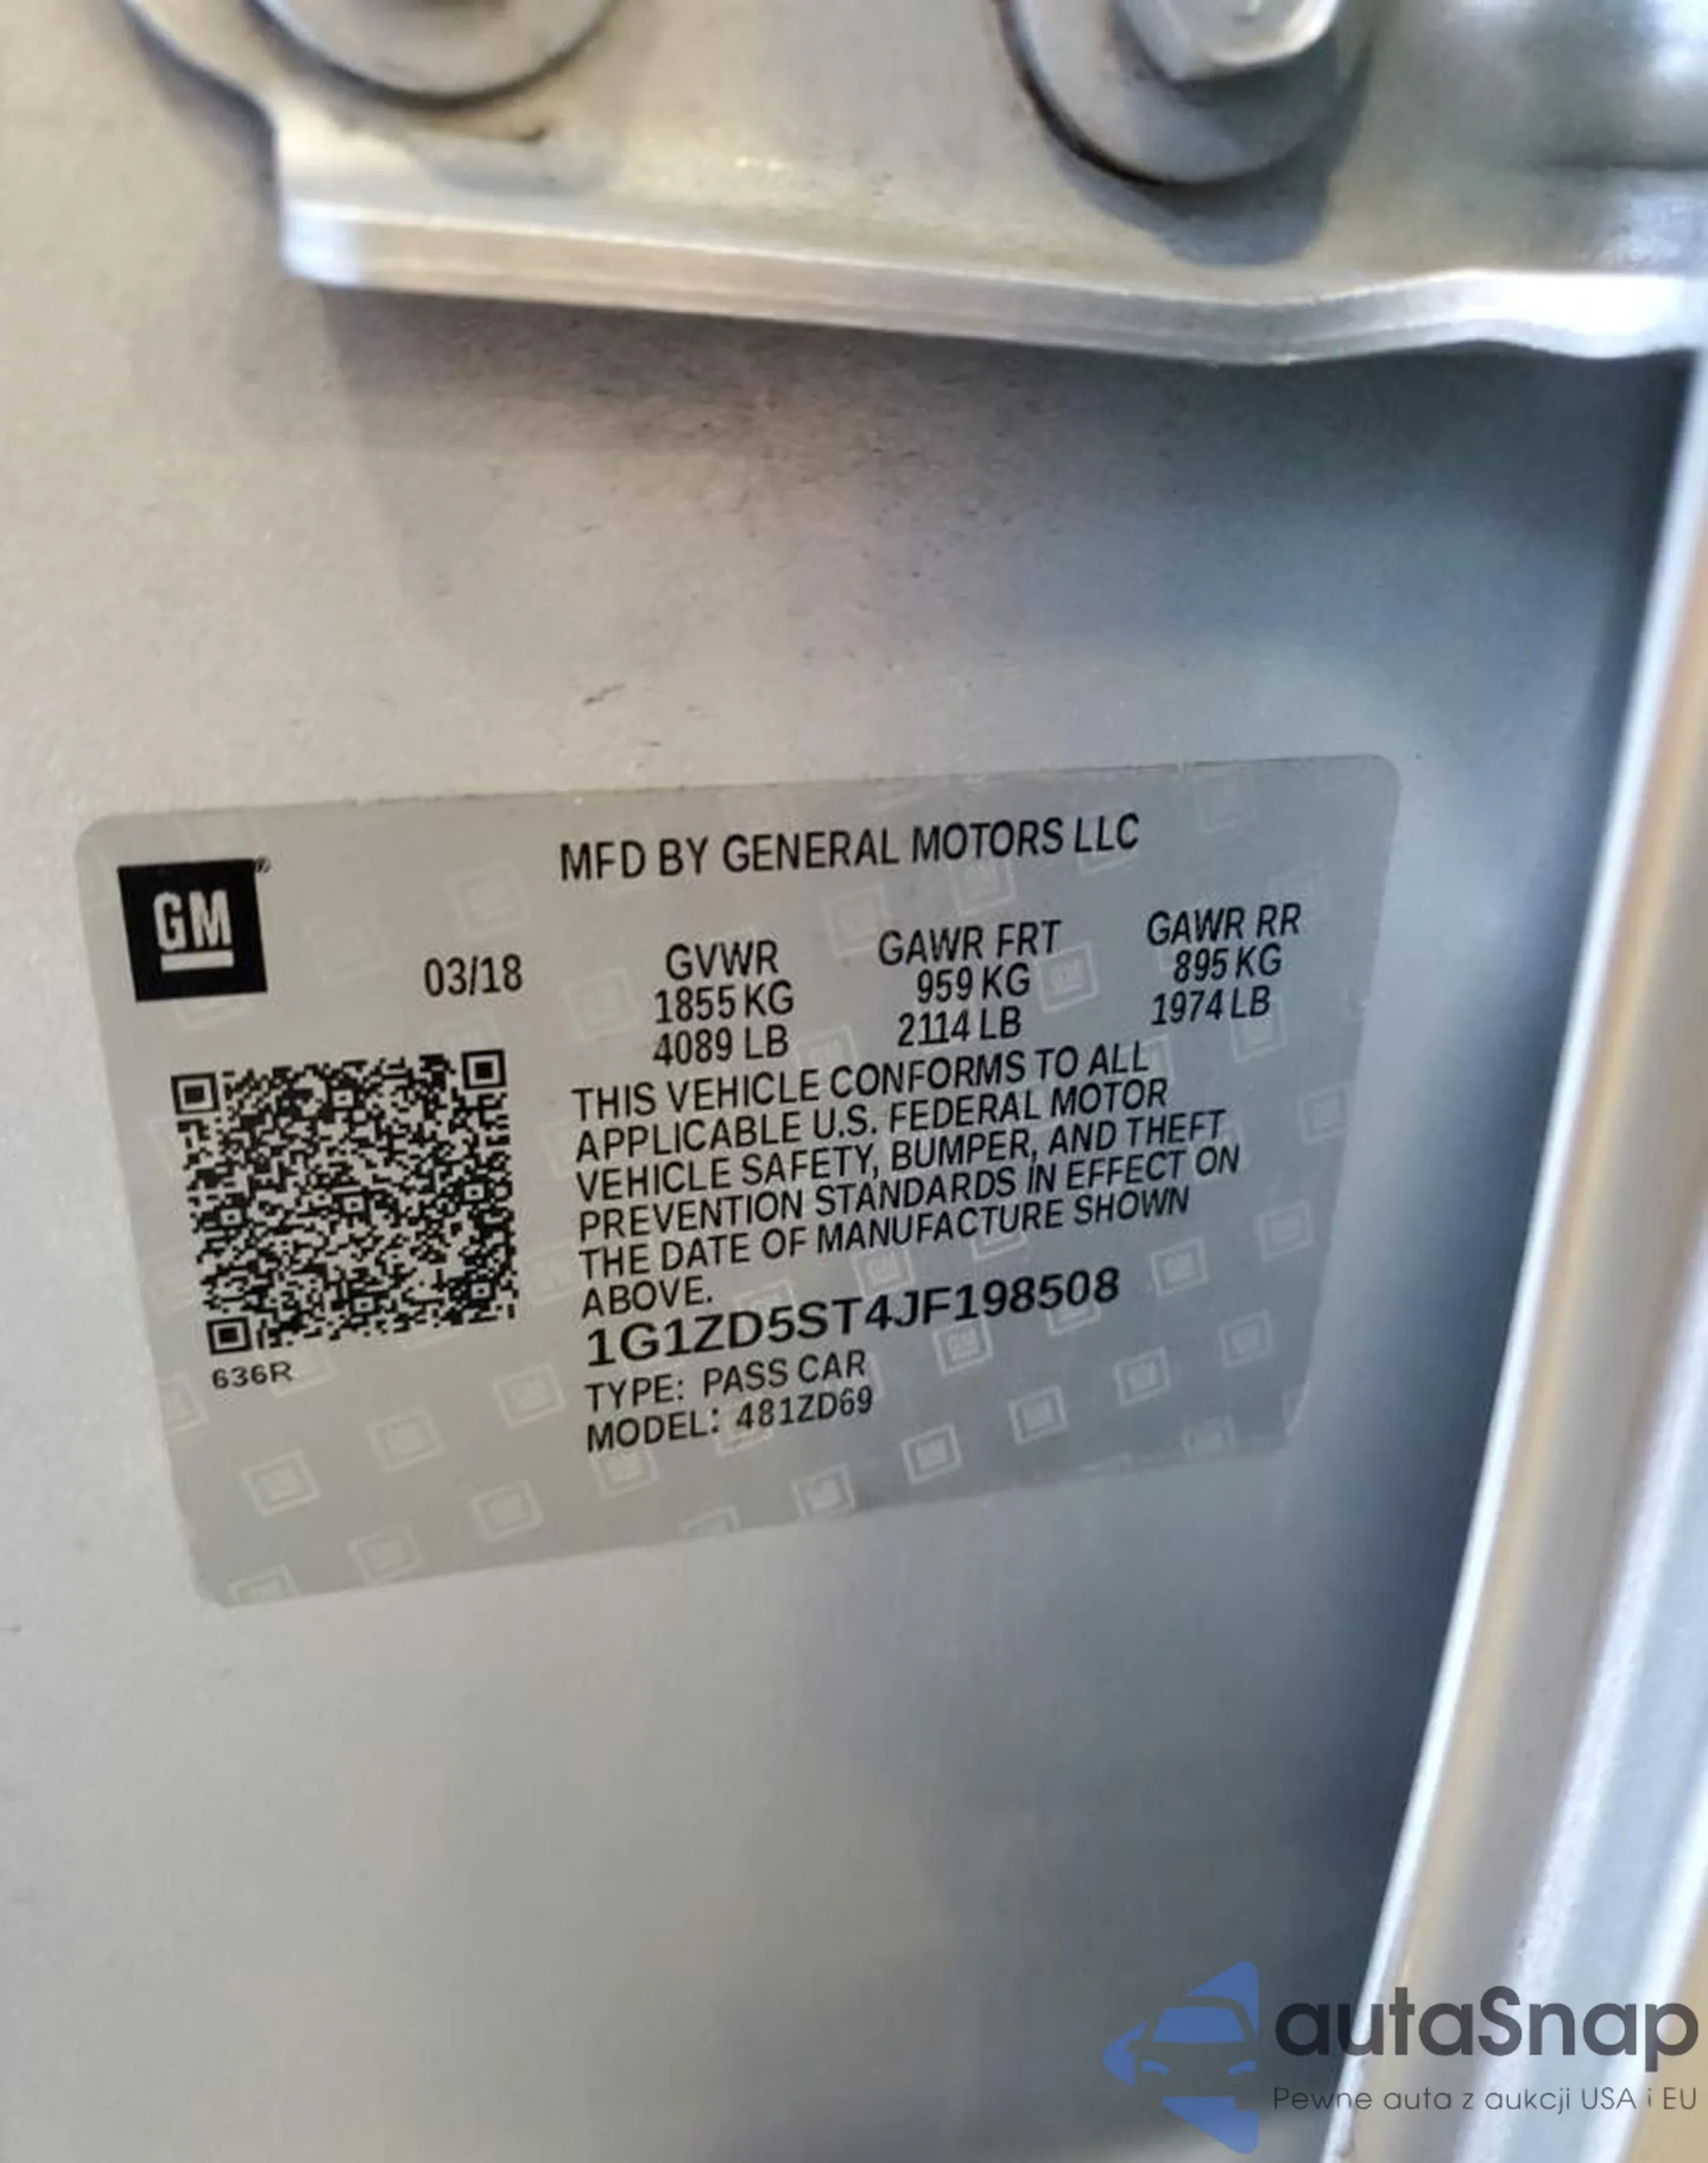 MFD BY GENERAL MOTORS LLC
GM®
03/18
GVWR
1855 KG
4089 LB
GAWR FRT
959 KG
2114 LB
GAWR RR
895 KG
1974 LB
THIS VEHICLE CONFORMS TO ALL
APPLICABLE U.S. FEDERAL MOTOR
VEHICLE SAFETY, BUMPER, AND THEFT
PREVENTION STANDARDS IN EFFECT ON
THE DATE OF MANUFACTURE SHOWN
ABOVE.
1G1ZD5ST4JF198508
TYPE: PASS CAR
MODEL: 481ZD69
636R
autaSnap
Pewne auta z aukcji USA i EU